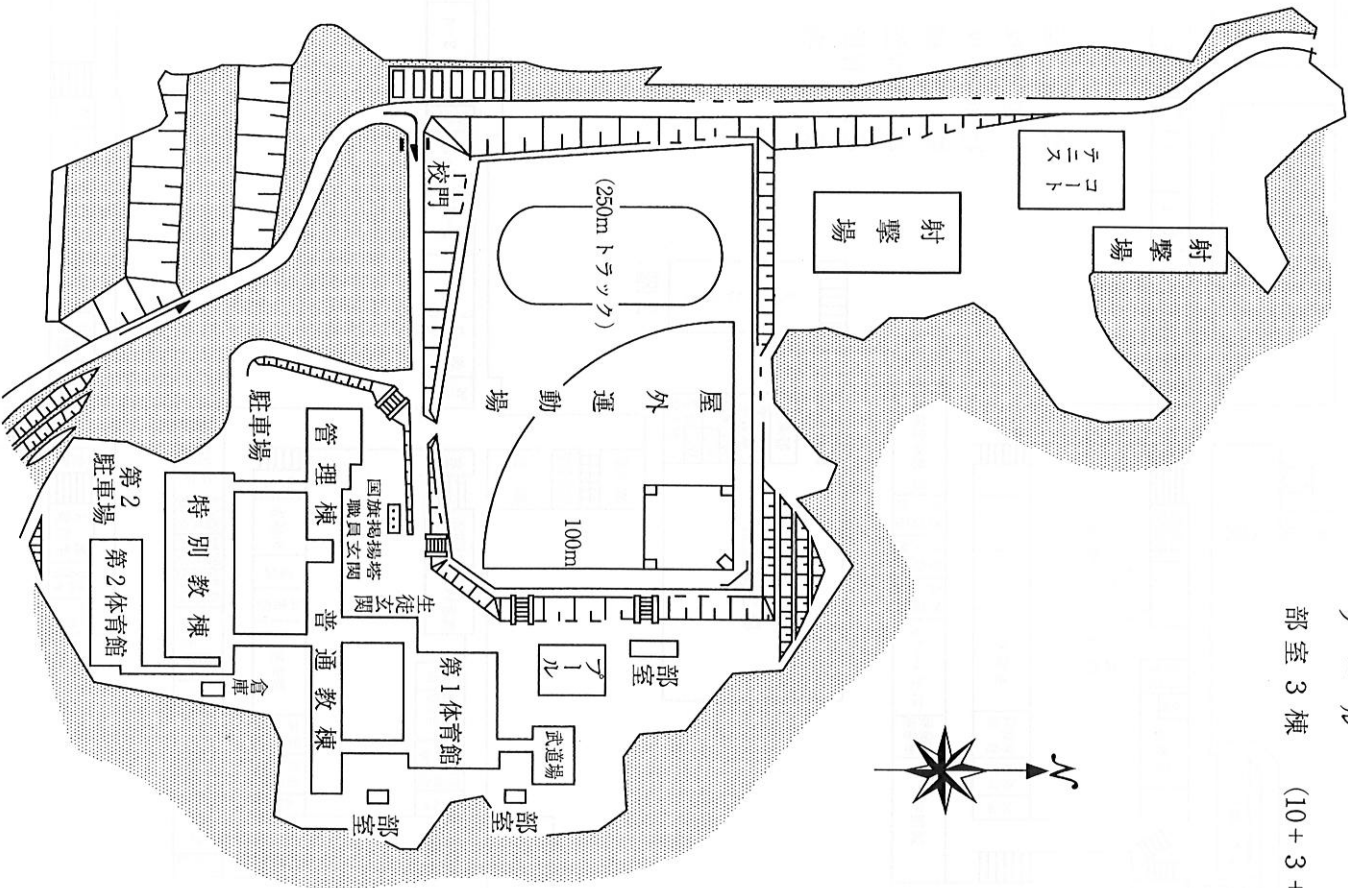 部室3棟 (10+3+
N
射撃場
テニス
コート
射撃場
校門
(250mトラック)
屋外運動場
100m
部室
プール
武道場
第1体育館
部室
部室
生徒玄関
国旗掲揚塔
職員玄関
管理棟
普通教棟
駐車場
特別教棟
倉庫
第2
駐車場
第2体育館